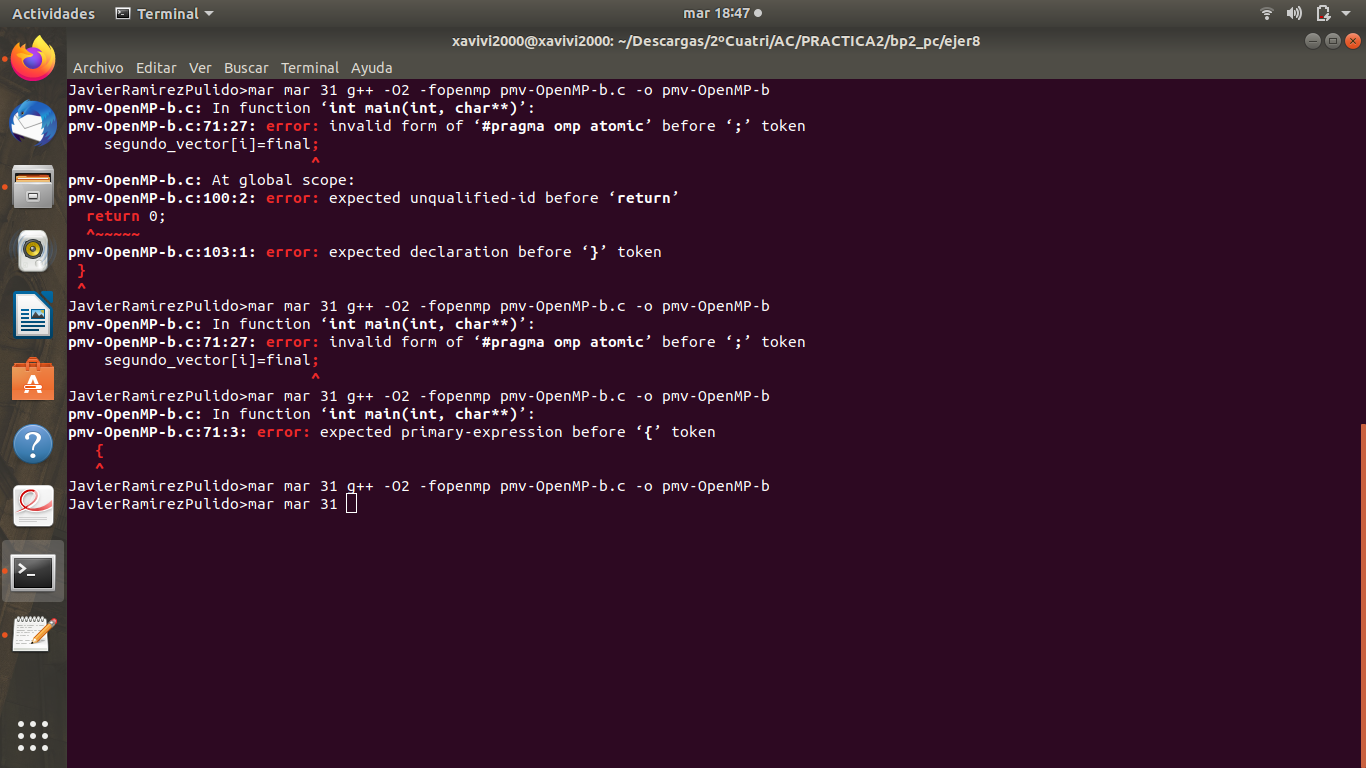 Actividades
Terminal
mar 18:47
xavivi2000@xavivi2000: ~/Descargas/2ºCuatri/AC/PRACTICA2/bp2_pc/ejer8
Archivo Editar Ver Buscar Terminal Ayuda
JavierRamirezPulido>mar mar 31 g++ -O2 -fopenmp pmv-OpenMP-b.c -o pmv-OpenMP-b
pmv-OpenMP-b.c: In function ‘int main(int, char**)’:
pmv-OpenMP-b.c:71:27: error: invalid form of ‘#pragma omp atomic’ before ‘;’ token
    segundo_vector[i]=final;
                           ^
pmv-OpenMP-b.c: At global scope:
pmv-OpenMP-b.c:100:2: error: expected unqualified-id before ‘return’
  return 0;
  ^~~~~~
pmv-OpenMP-b.c:103:1: error: expected declaration before ‘}’ token
 }
 ^
JavierRamirezPulido>mar mar 31 g++ -O2 -fopenmp pmv-OpenMP-b.c -o pmv-OpenMP-b
pmv-OpenMP-b.c: In function ‘int main(int, char**)’:
pmv-OpenMP-b.c:71:27: error: invalid form of ‘#pragma omp atomic’ before ‘;’ token
    segundo_vector[i]=final;
                           ^
JavierRamirezPulido>mar mar 31 g++ -O2 -fopenmp pmv-OpenMP-b.c -o pmv-OpenMP-b
pmv-OpenMP-b.c: In function ‘int main(int, char**)’:
pmv-OpenMP-b.c:71:3: error: expected primary-expression before ‘{’ token
   {
   ^
JavierRamirezPulido>mar mar 31 g++ -O2 -fopenmp pmv-OpenMP-b.c -o pmv-OpenMP-b
JavierRamirezPulido>mar mar 31